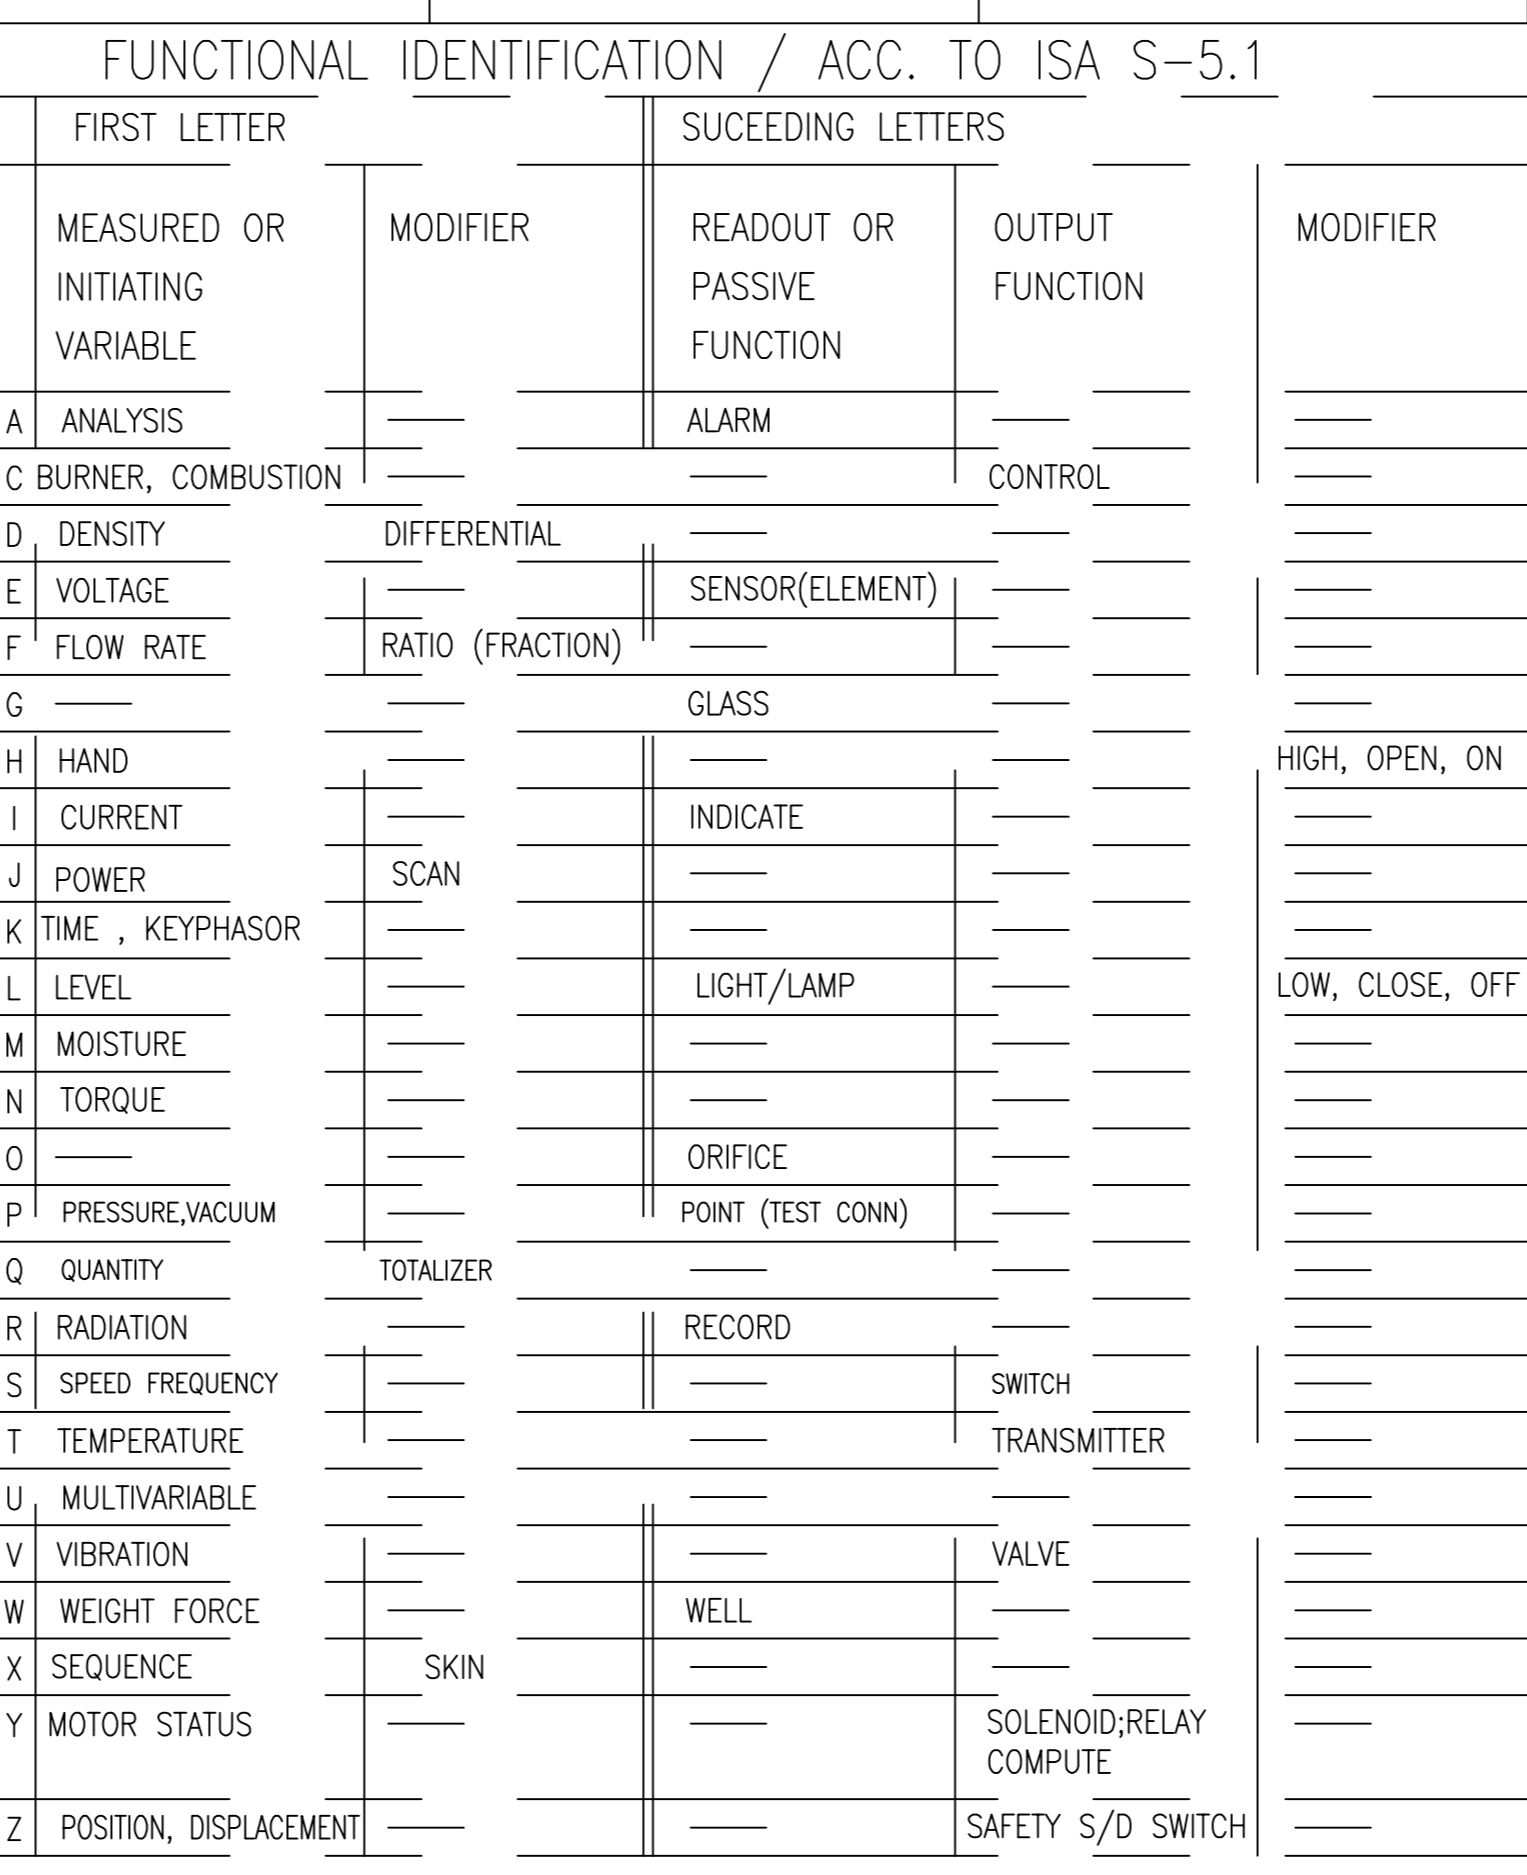 FUNCTIONAL IDENTIFICATION / ACC. TO ISA S-5.1
FIRST LETTER SUCEEDING LETTERS
MEASURED OR MODIFIER READOUT OR OUTPUT MODIFIER
INITIATING PASSIVE FUNCTION
VARIABLE FUNCTION
A ANALYSIS —— ALARM —— ——
C BURNER, COMBUSTION —— —— CONTROL ——
D DENSITY DIFFERENTIAL —— —— ——
E VOLTAGE —— SENSOR(ELEMENT) —— ——
F FLOW RATE RATIO (FRACTION) —— —— ——
G —— —— GLASS —— ——
H HAND —— —— —— HIGH, OPEN, ON
I CURRENT —— INDICATE —— ——
J POWER SCAN —— —— ——
K TIME , KEYPHASOR —— —— —— ——
L LEVEL —— LIGHT/LAMP —— LOW, CLOSE, OFF
M MOISTURE —— —— —— ——
N TORQUE —— —— —— ——
O —— —— ORIFICE —— ——
P PRESSURE,VACUUM —— POINT (TEST CONN) —— ——
Q QUANTITY TOTALIZER —— —— ——
R RADIATION —— RECORD —— ——
S SPEED FREQUENCY —— —— SWITCH ——
T TEMPERATURE —— —— TRANSMITTER ——
U MULTIVARIABLE —— —— —— ——
V VIBRATION —— —— VALVE ——
W WEIGHT FORCE —— WELL —— ——
X SEQUENCE SKIN —— —— ——
Y MOTOR STATUS —— —— SOLENOID;RELAY ——
COMPUTE
Z POSITION, DISPLACEMENT —— —— SAFETY S/D SWITCH ——